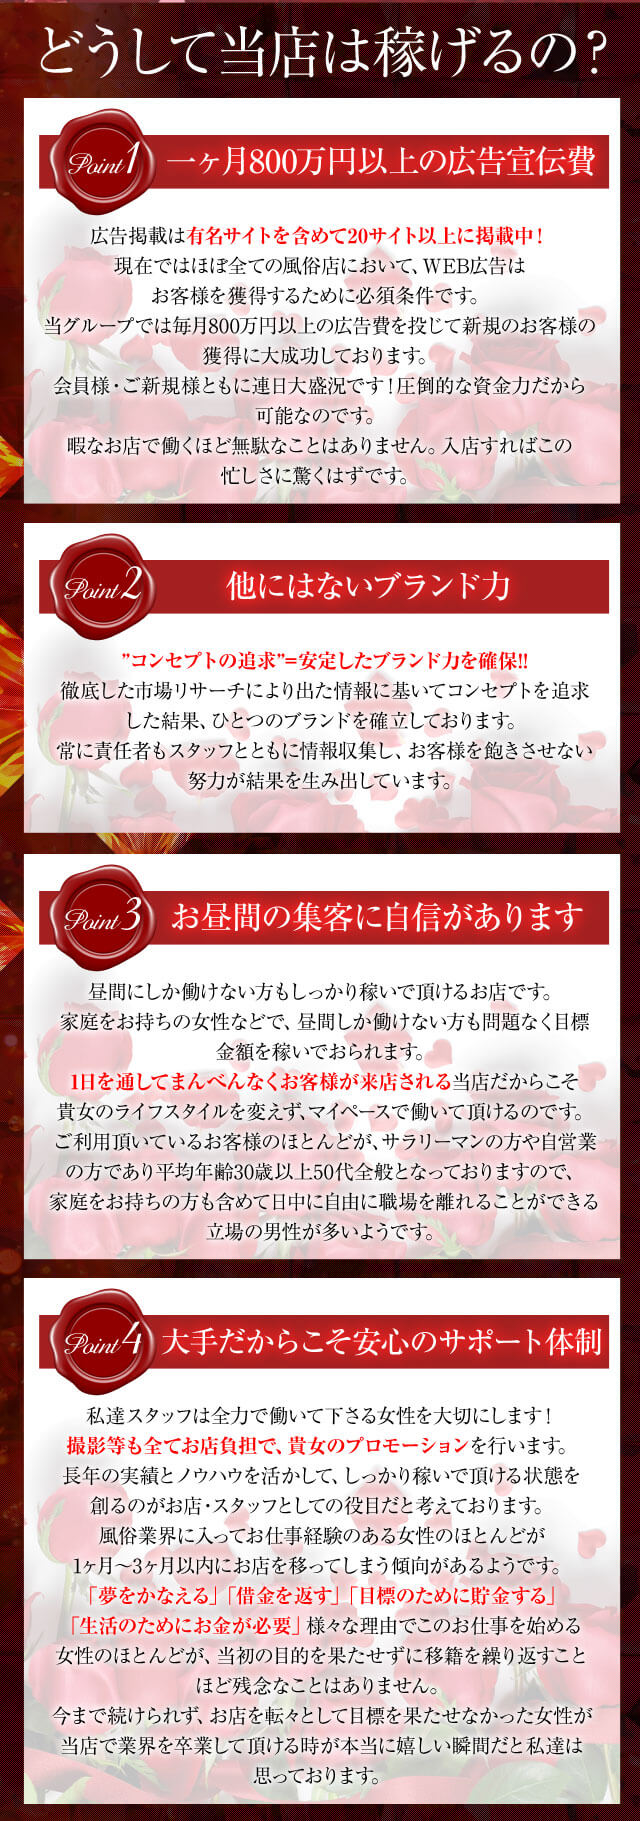 どうして当店は稼げるの？
Point1 一ヶ月800万円以上の広告宣伝費
広告掲載は有名サイトを含めて20サイト以上に掲載中！
現在ではほぼ全ての風俗店において、WEB広告は
お客様を獲得するために必須条件です。
当グループでは毎月800万円以上の広告費を投じて新規のお客様の
獲得に大成功しております。
会員様・ご新規様ともに連日大盛況です！圧倒的な資金力だから
可能なのです。
暇なお店で働くほど無駄なことはありません。入店すればこの
忙しさに驚くはずです。
Point2 他にはないブランド力
”コンセプトの追求”=安定したブランド力を確保!!
徹底した市場リサーチにより出た情報に基いてコンセプトを追求
した結果、ひとつのブランドを確立しております。
常に責任者もスタッフとともに情報収集し、お客様を飽きさせない
努力が結果を生み出しています。
Point3 お昼間の集客に自信があります
昼間にしか働けない方もしっかり稼いで頂けるお店です。
家庭をお持ちの女性などで、昼間しか働けない方も問題なく目標
金額を稼いでおられます。
1日を通してまんべんなくお客様が来店される当店だからこそ
貴女のライフスタイルを変えず、マイペースで働いて頂けるのです。
ご利用頂いているお客様のほとんどが、サラリーマンの方や自営業
の方であり平均年齢30歳以上50代全般となっておりますので、
家庭をお持ちの方も含めて日中に自由に職場を離れることができる
立場の男性が多いようです。
Point4 大手だからこそ安心のサポート体制
私達スタッフは全力で働いて下さる女性を大切にします！
撮影等も全てお店負担で、貴女のプロモーションを行います。
長年の実績とノウハウを活かして、しっかり稼いで頂ける状態を
創るのがお店・スタッフとしての役目だと考えております。
風俗業界に入ってお仕事経験のある女性のほとんどが
1ヶ月〜3ヶ月以内にお店を移ってしまう傾向があるようです。
「夢をかなえる」「借金を返す」「目標のために貯金する」
「生活のためにお金が必要」様々な理由でこのお仕事を始める
女性のほとんどが、当初の目的を果たせずに移籍を繰り返すこと
ほど残念なことはありません。
今まで続けられず、お店を転々として目標を果たせなかった女性が
当店で業界を卒業して頂ける時が本当に嬉しい瞬間だと私達は
思っております。